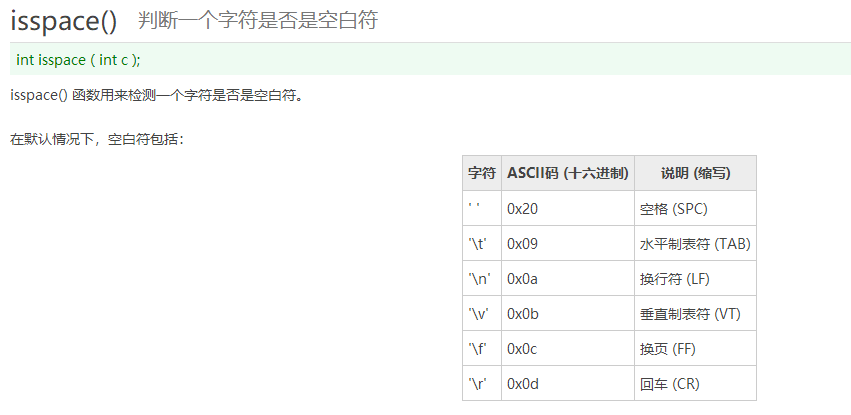 isspace() 判断一个字符是否是空白符
int isspace ( int c );
isspace() 函数用来检测一个字符是否是空白符。
在默认情况下，空白符包括：
字符 ASCII码 (十六进制) 说明 (缩写)
' ' 0x20 空格 (SPC)
'\t' 0x09 水平制表符 (TAB)
'\n' 0x0a 换行符 (LF)
'\v' 0x0b 垂直制表符 (VT)
'\f' 0x0c 换页 (FF)
'\r' 0x0d 回车 (CR)